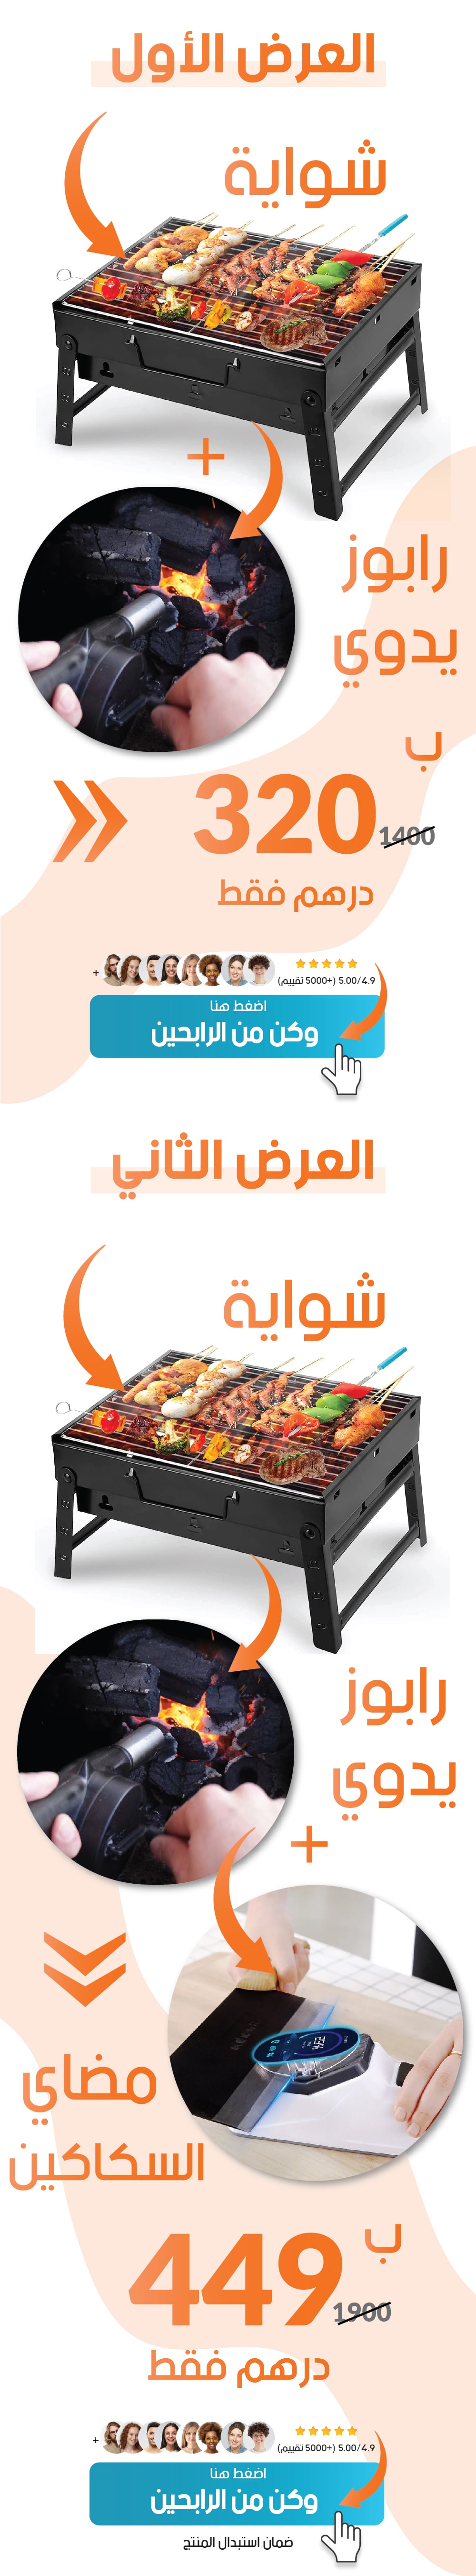 العرض الأول
شواية
+
رابوز
يدوي
ب
320
1400
درهم فقط
+
5.00/4.9 (+5000 تقييم)
اضغط هنا
وكن من الرابحين
العرض الثاني
شواية
رابوز
يدوي
+
مضاي
السكاكين
ب
449
1900
درهم فقط
+
5.00/4.9 (+5000 تقييم)
اضغط هنا
وكن من الرابحين
ضمان استبدال المنتج